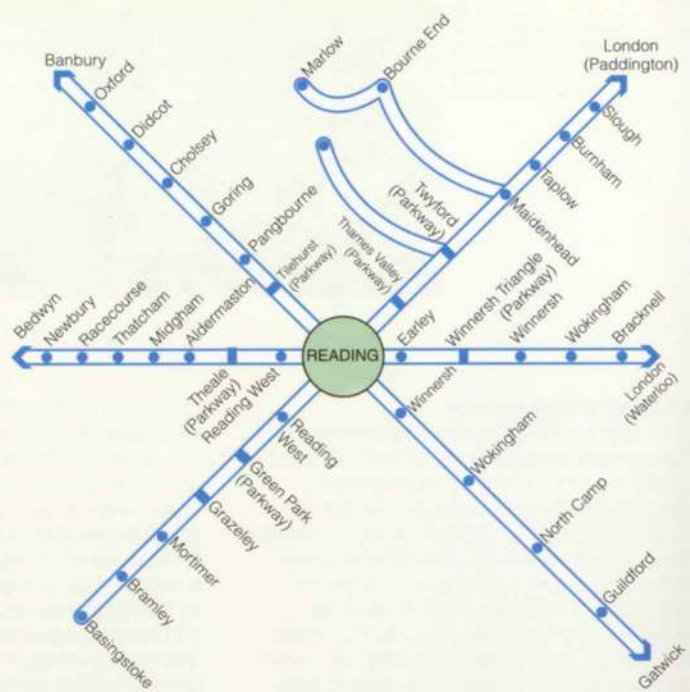 Banbury
Oxford
Didcot
Cholsey
Goring
Pangbourne
Tilehurst
(Parkway)
Marlow
Bourne End
London
(Paddington)
Slough
Burnham
Taplow
Maidenhead
Twyford
(Parkway)
Thames Valley
(Parkway)
Bedwyn
Newbury
Racecourse
Thatcham
Midgham
Aldermaston
Theale
(Parkway)
Reading West
READING
Earley
Winnersh Triangle
(Parkway)
Winnersh
Wokingham
Bracknell
London
(Waterloo)
Reading
West
Green Park
(Parkway)
Grazeley
Mortimer
Bramley
Basingstoke
Winnersh
Wokingham
North Camp
Guildford
Gatwick